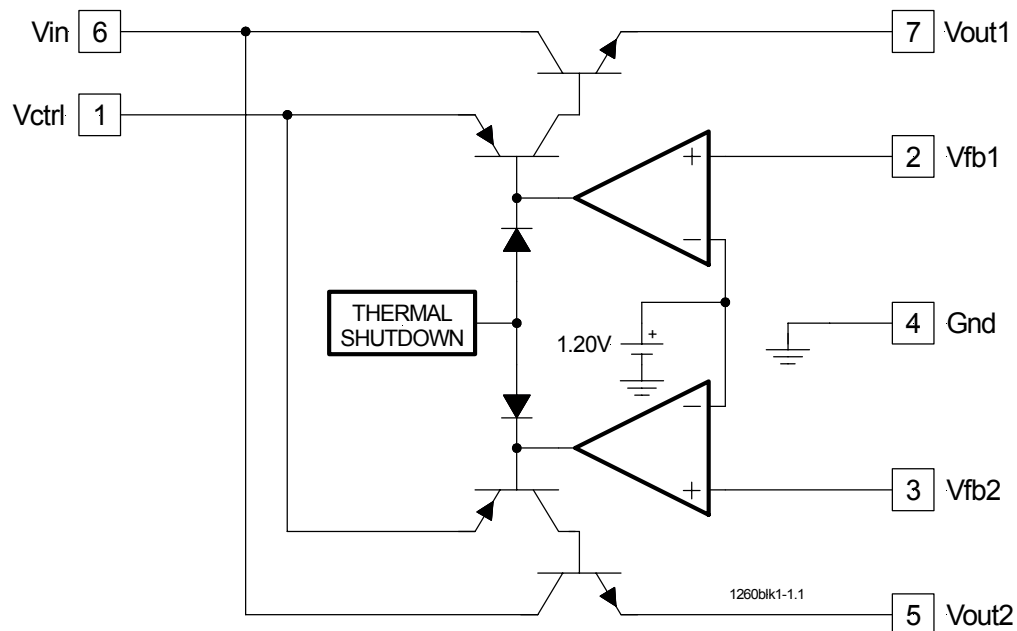 Vin 6
7 Vout1
Vctrl 1
+
2 Vfb1
−
THERMAL
SHUTDOWN
1.20V
+
4 Gnd
−
+
3 Vfb2
1260blk1-1.1
5 Vout2